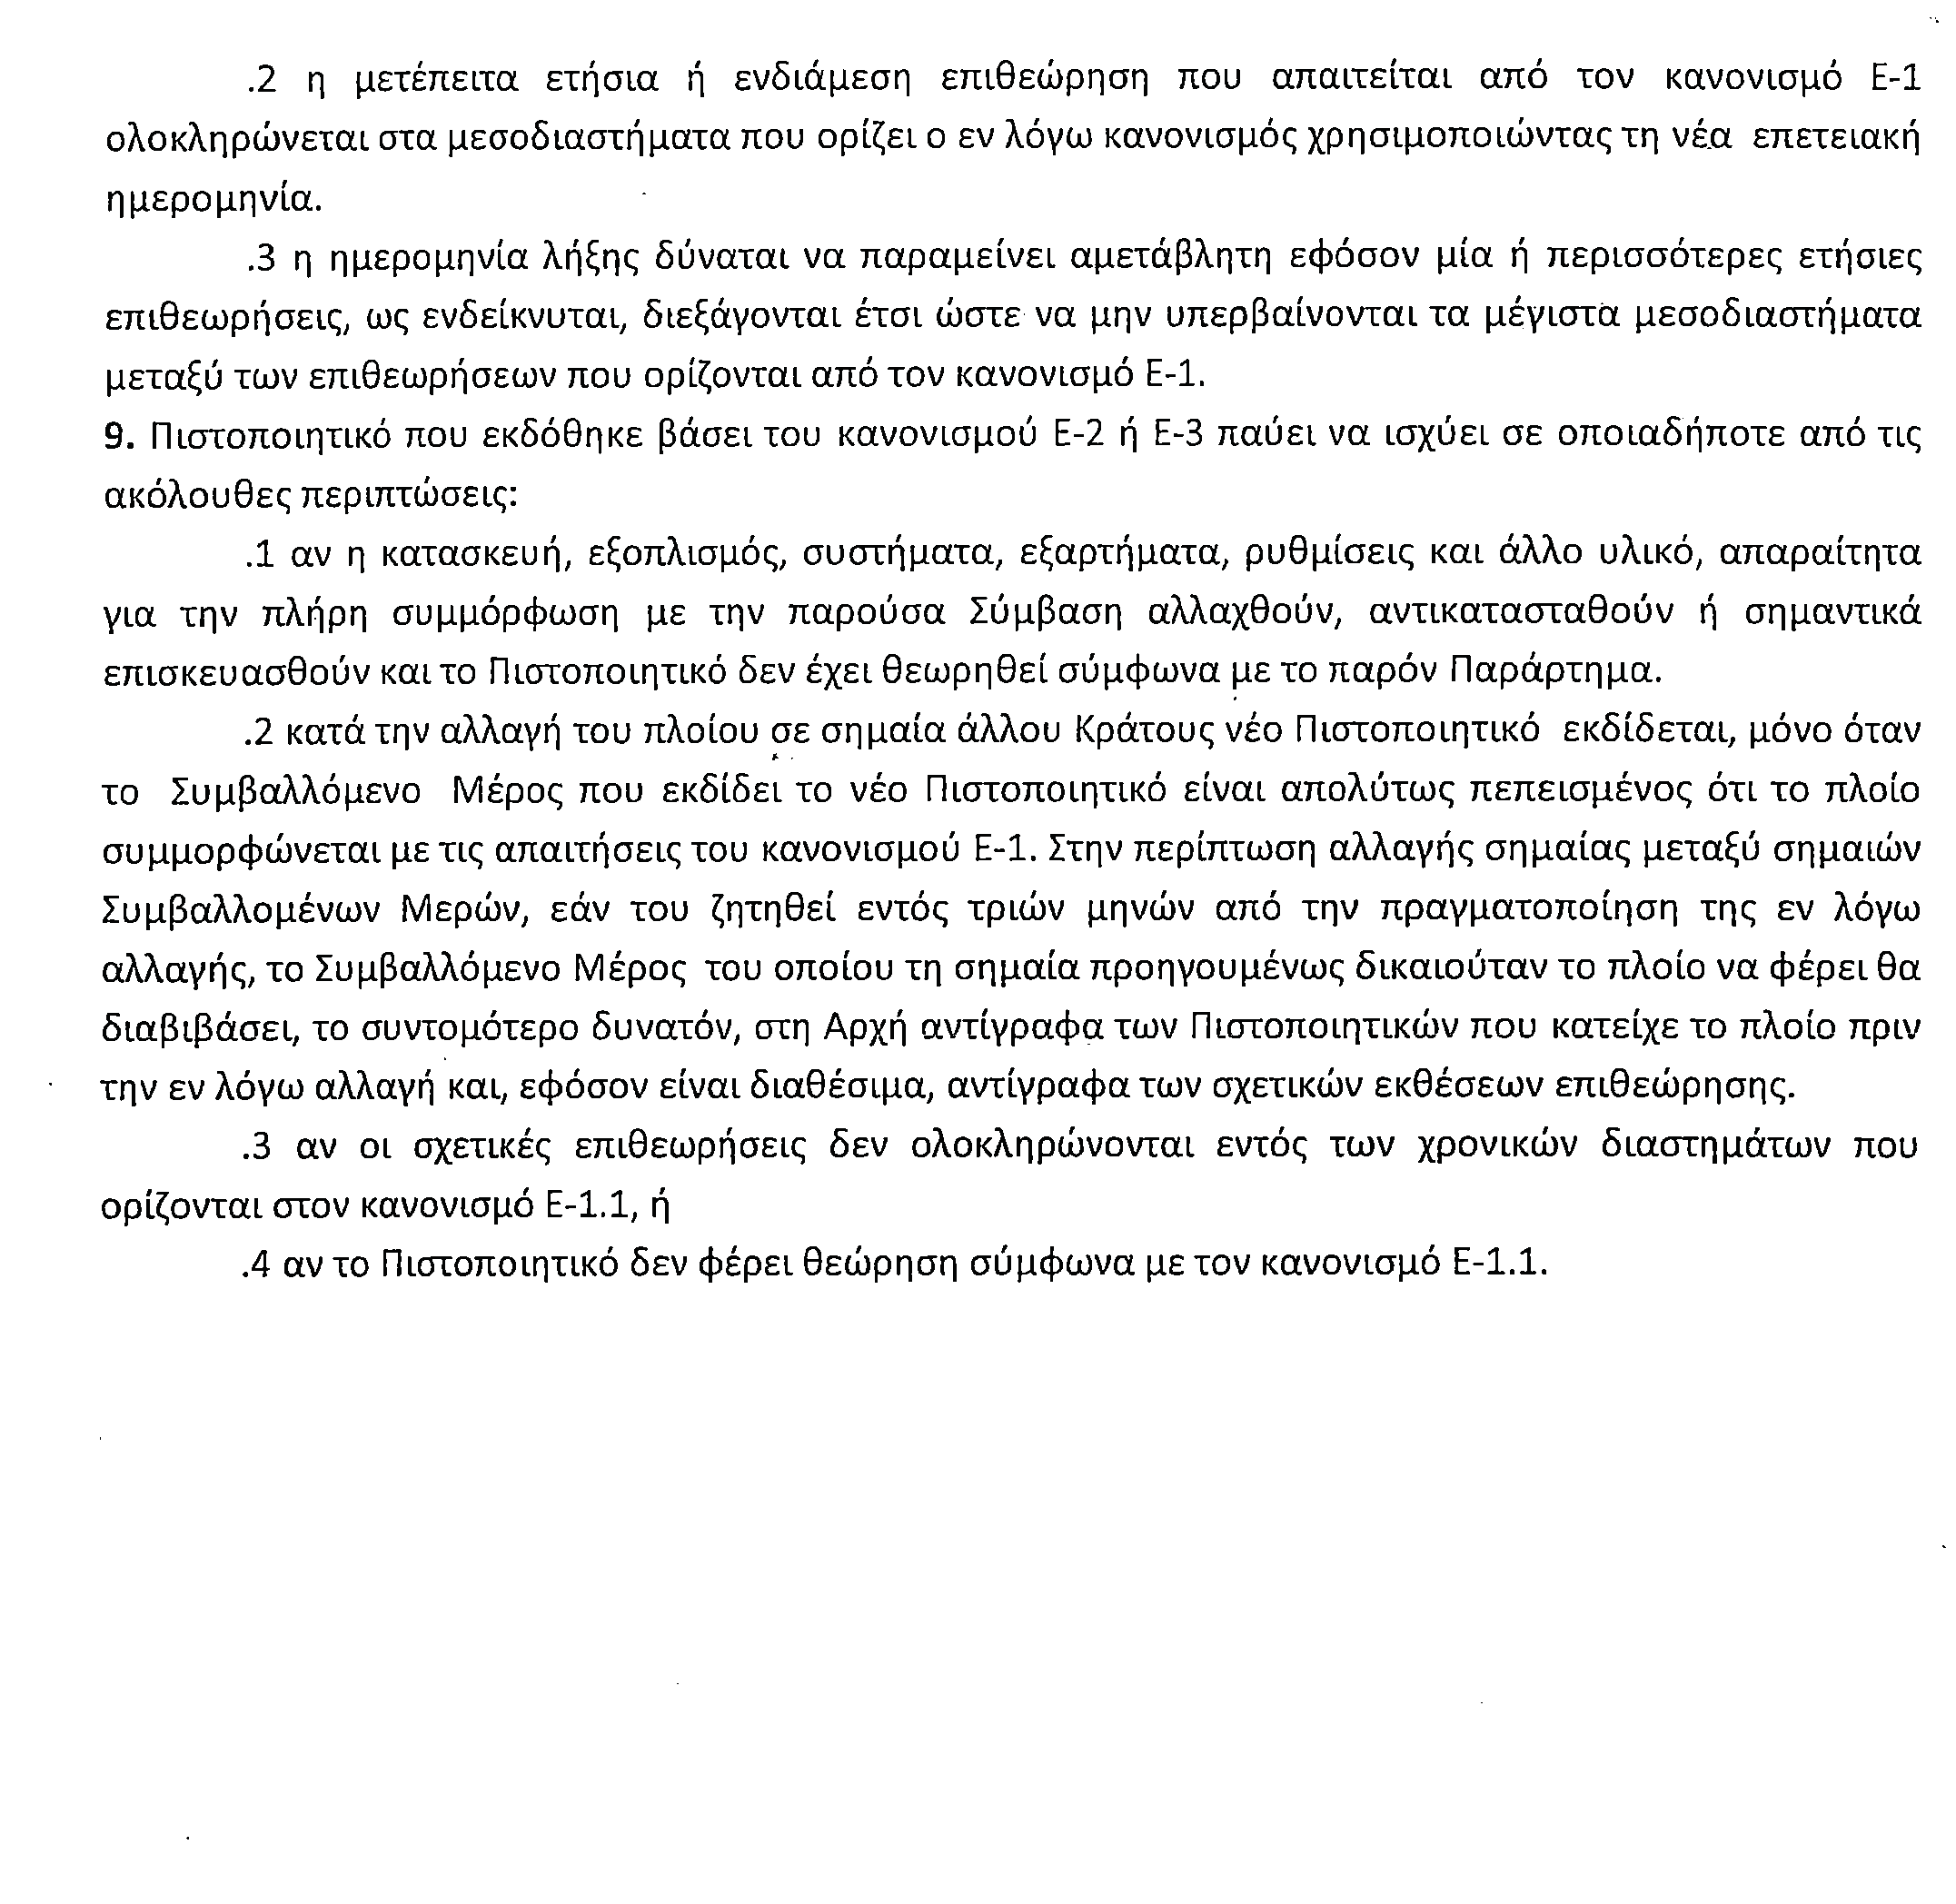 .2 η μετέπειτα ετήσια ή ενδιάμεση επιθεώρηση που απαιτείται από τον κανονισμό Ε-1
ολοκληρώνεται στα μεσοδιαστήματα που ορίζει ο εν λόγω κανονισμός χρησιμοποιώντας τη νέα επετειακή
ημερομηνία.
.3 η ημερομηνία λήξης δύναται να παραμείνει αμετάβλητη εφόσον μία ή περισσότερες ετήσιες
επιθεωρήσεις, ως ενδείκνυται, διεξάγονται έτσι ώστε να μην υπερβαίνονται τα μέγιστα μεσοδιαστήματα
μεταξύ των επιθεωρήσεων που ορίζονται από τον κανονισμό Ε-1.
9. Πιστοποιητικό που εκδόθηκε βάσει του κανονισμού Ε-2 ή Ε-3 παύει να ισχύει σε οποιαδήποτε από τις
ακόλουθες περιπτώσεις:
.1 αν η κατασκευή, εξοπλισμός, συστήματα, εξαρτήματα, ρυθμίσεις και άλλο υλικό, απαραίτητα
για την πλήρη συμμόρφωση με την παρούσα Σύμβαση αλλαχθούν, αντικατασταθούν ή σημαντικά
επισκευασθούν και το Πιστοποιητικό δεν έχει θεωρηθεί σύμφωνα με το παρόν Παράρτημα.
.2 κατά την αλλαγή του πλοίου σε σημαία άλλου Κράτους νέο Πιστοποιητικό εκδίδεται, μόνο όταν
το Συμβαλλόμενο Μέρος που εκδίδει το νέο Πιστοποιητικό είναι απολύτως πεπεισμένος ότι το πλοίο
συμμορφώνεται με τις απαιτήσεις του κανονισμού Ε-1. Στην περίπτωση αλλαγής σημαίας μεταξύ σημαιών
Συμβαλλομένων Μερών, εάν του ζητηθεί εντός τριών μηνών από την πραγματοποίηση της εν λόγω
αλλαγής, το Συμβαλλόμενο Μέρος του οποίου τη σημαία προηγουμένως δικαιούταν το πλοίο να φέρει θα
διαβιβάσει, το συντομότερο δυνατόν, στη Αρχή αντίγραφα των Πιστοποιητικών που κατείχε το πλοίο πριν
την εν λόγω αλλαγή και, εφόσον είναι διαθέσιμα, αντίγραφα των σχετικών εκθέσεων επιθεώρησης.
.3 αν οι σχετικές επιθεωρήσεις δεν ολοκληρώνονται εντός των χρονικών διαστημάτων που
ορίζονται στον κανονισμό Ε-1.1, ή
.4 αν το Πιστοποιητικό δεν φέρει θεώρηση σύμφωνα με τον κανονισμό Ε-1.1.